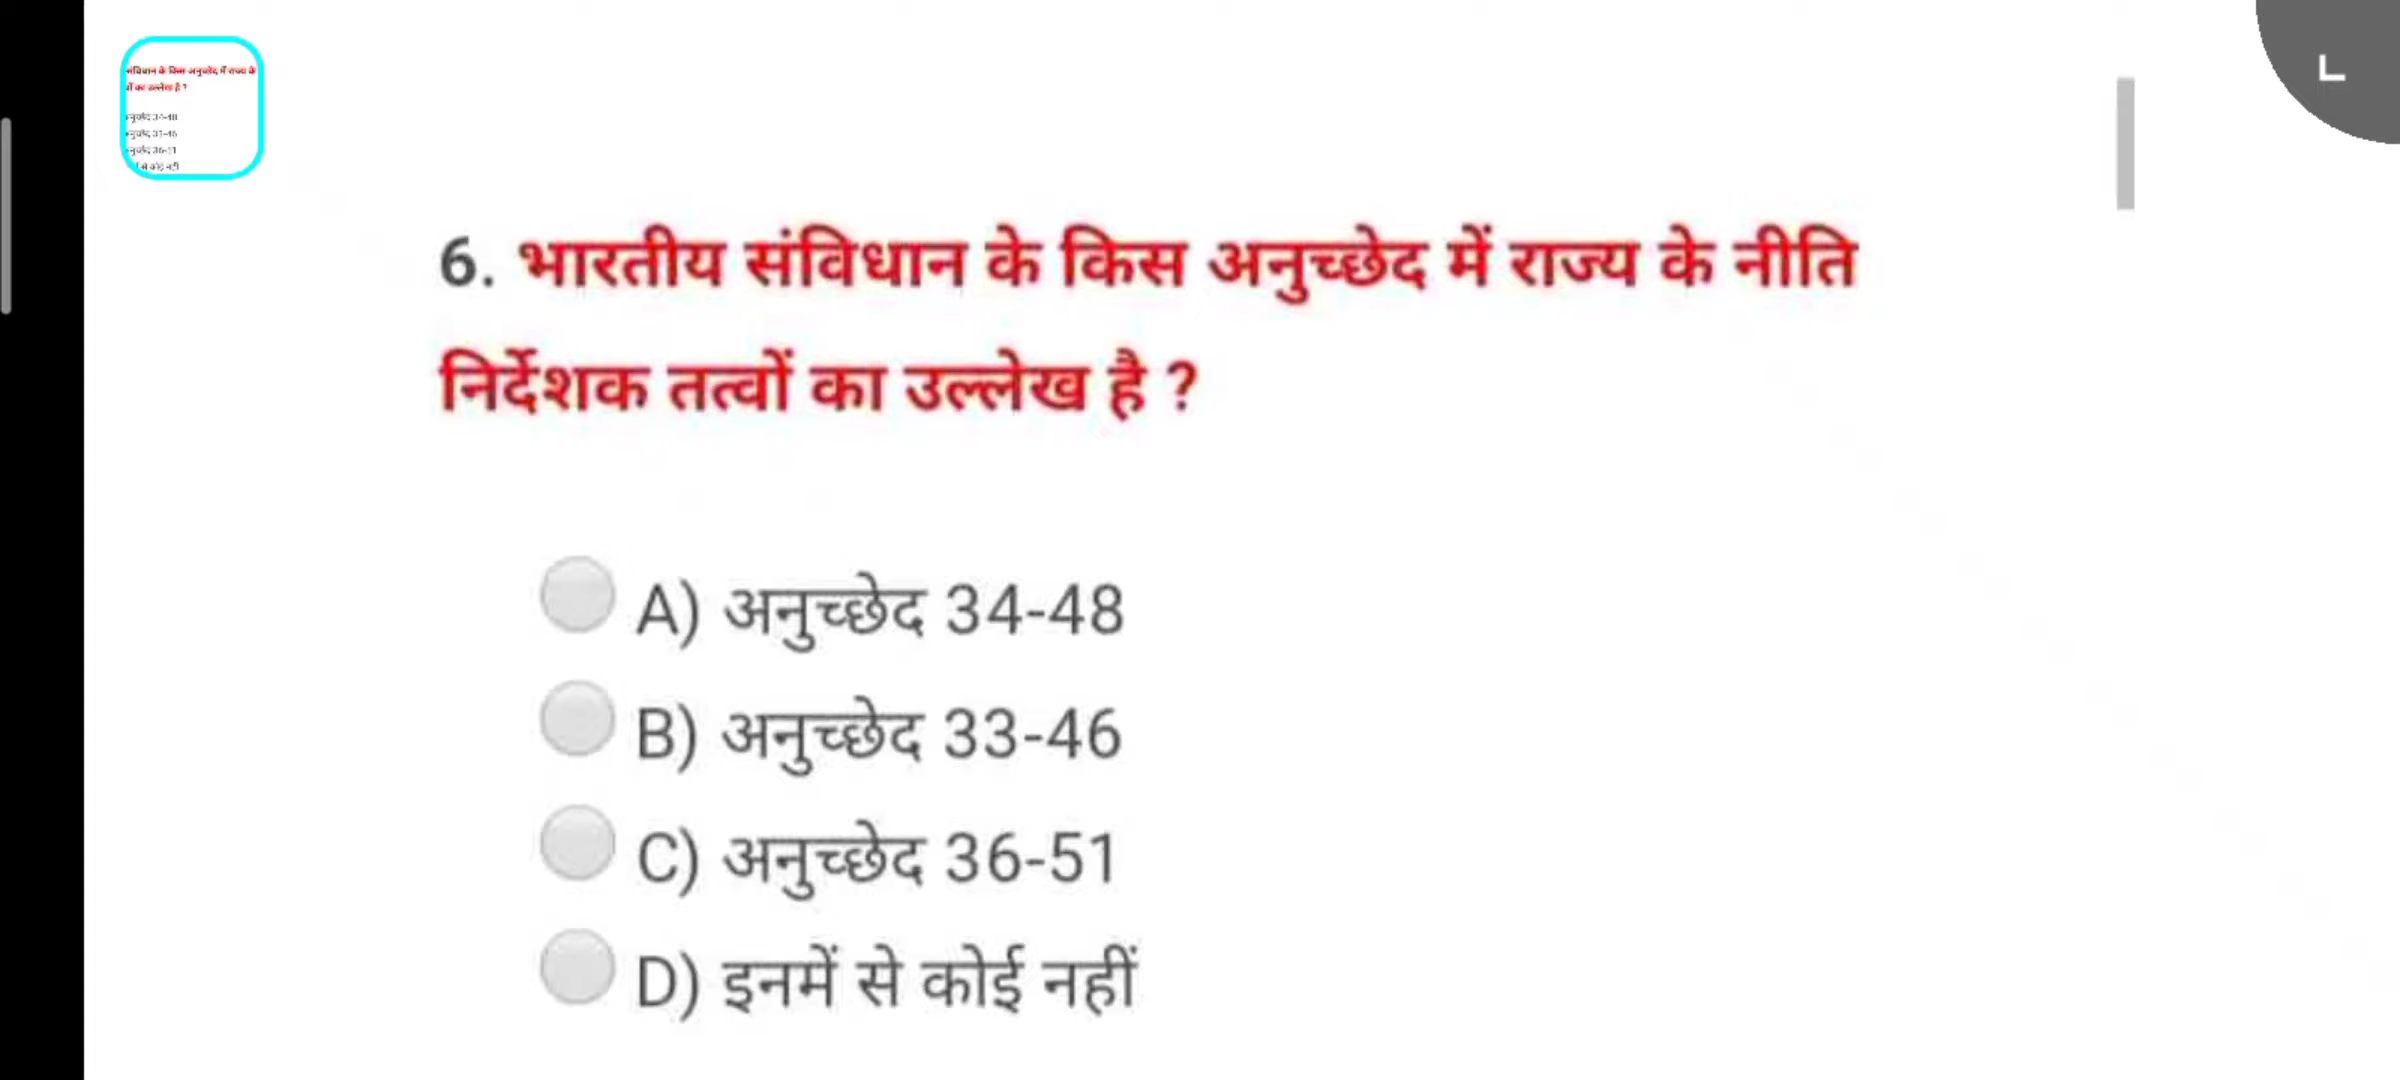 6. भारतीय संविधान के किस अनुच्छेद में राज्य के नीति
निर्देशक तत्वों का उल्लेख है ?
A) अनुच्छेद 34-48
B) अनुच्छेद 33-46
C) अनुच्छेद 36-51
D) इनमें से कोई नहीं